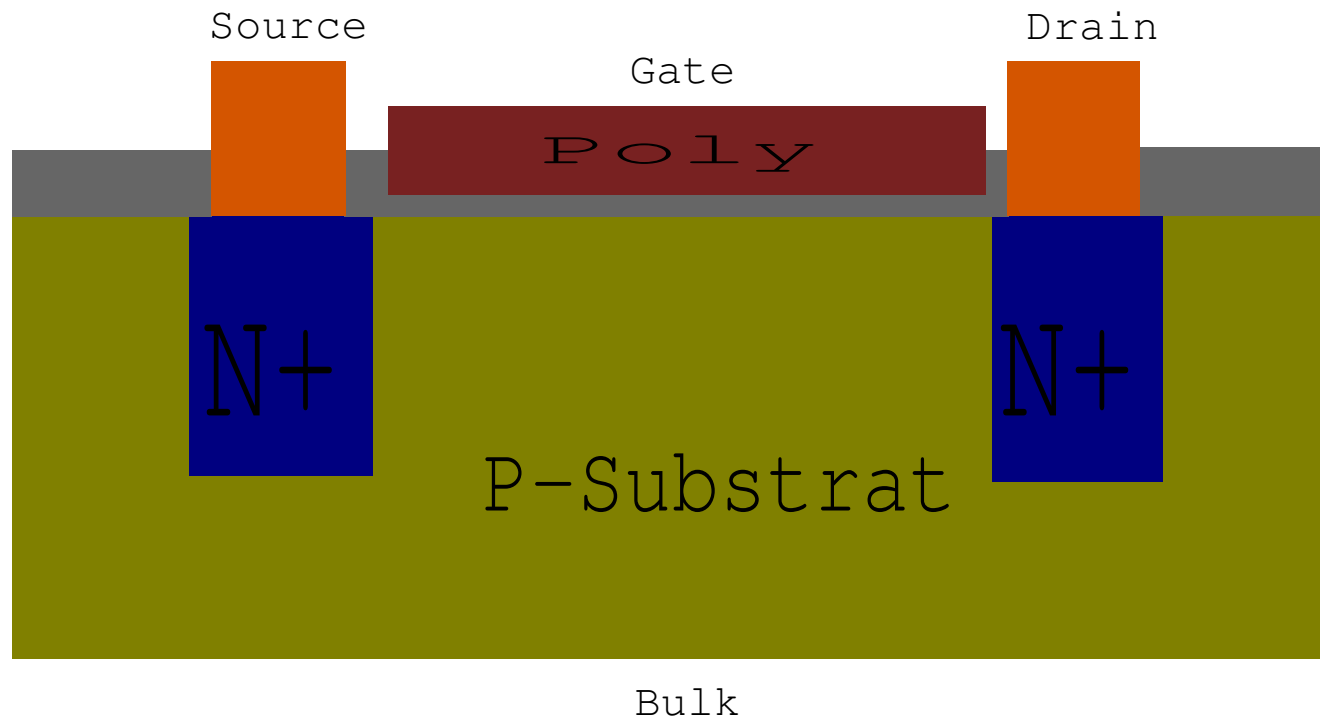 Source
Drain
Gate
Poly
N+
N+
P-Substrat
Bulk